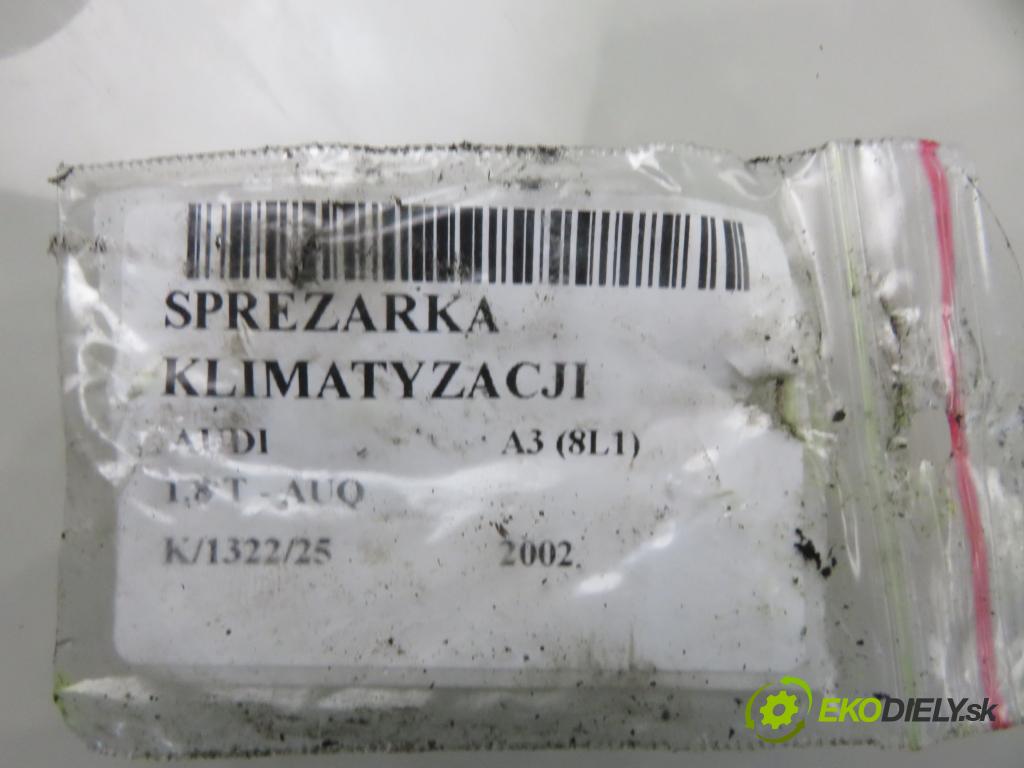 SPREZARKA
KLIMATYZACJI
AUDI A3 (8L1)
1.8 T - AUQ
K/1322/25 2002
EKODIELY.sk